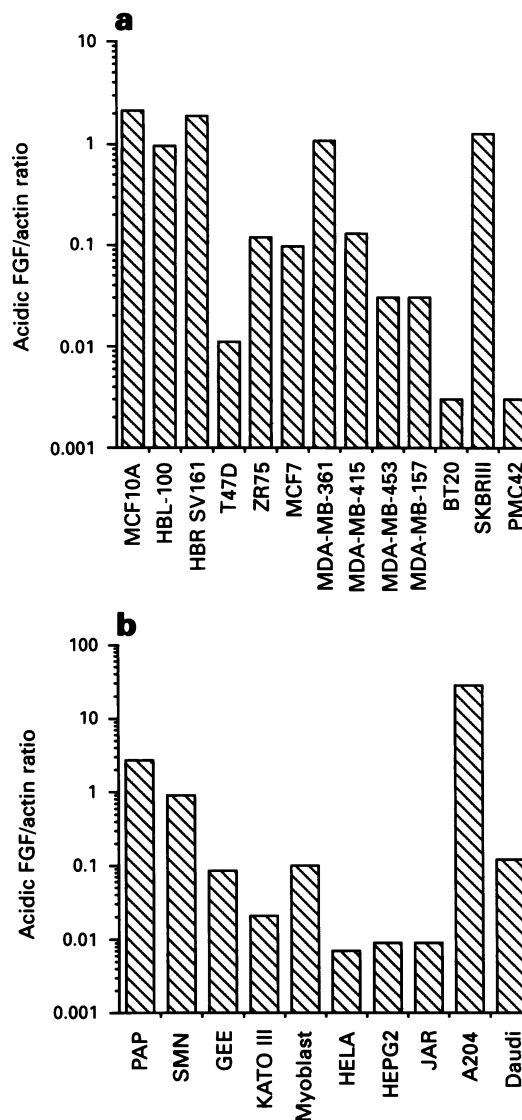 a
10
1
0.1
0.01
0.001
Acidic FGF/actin ratio
MCF10A
HBL-100
HBR SV161
T47D
ZR75
MCF7
MDA-MB-361
MDA-MB-415
MDA-MB-453
MDA-MB-157
BT20
SKBRIII
PMC42
b
100
10
1
0.1
0.01
0.001
Acidic FGF/actin ratio
PAP
SMN
GEE
KATO III
Myoblast
HELA
HEPG2
JAR
A204
Daudi